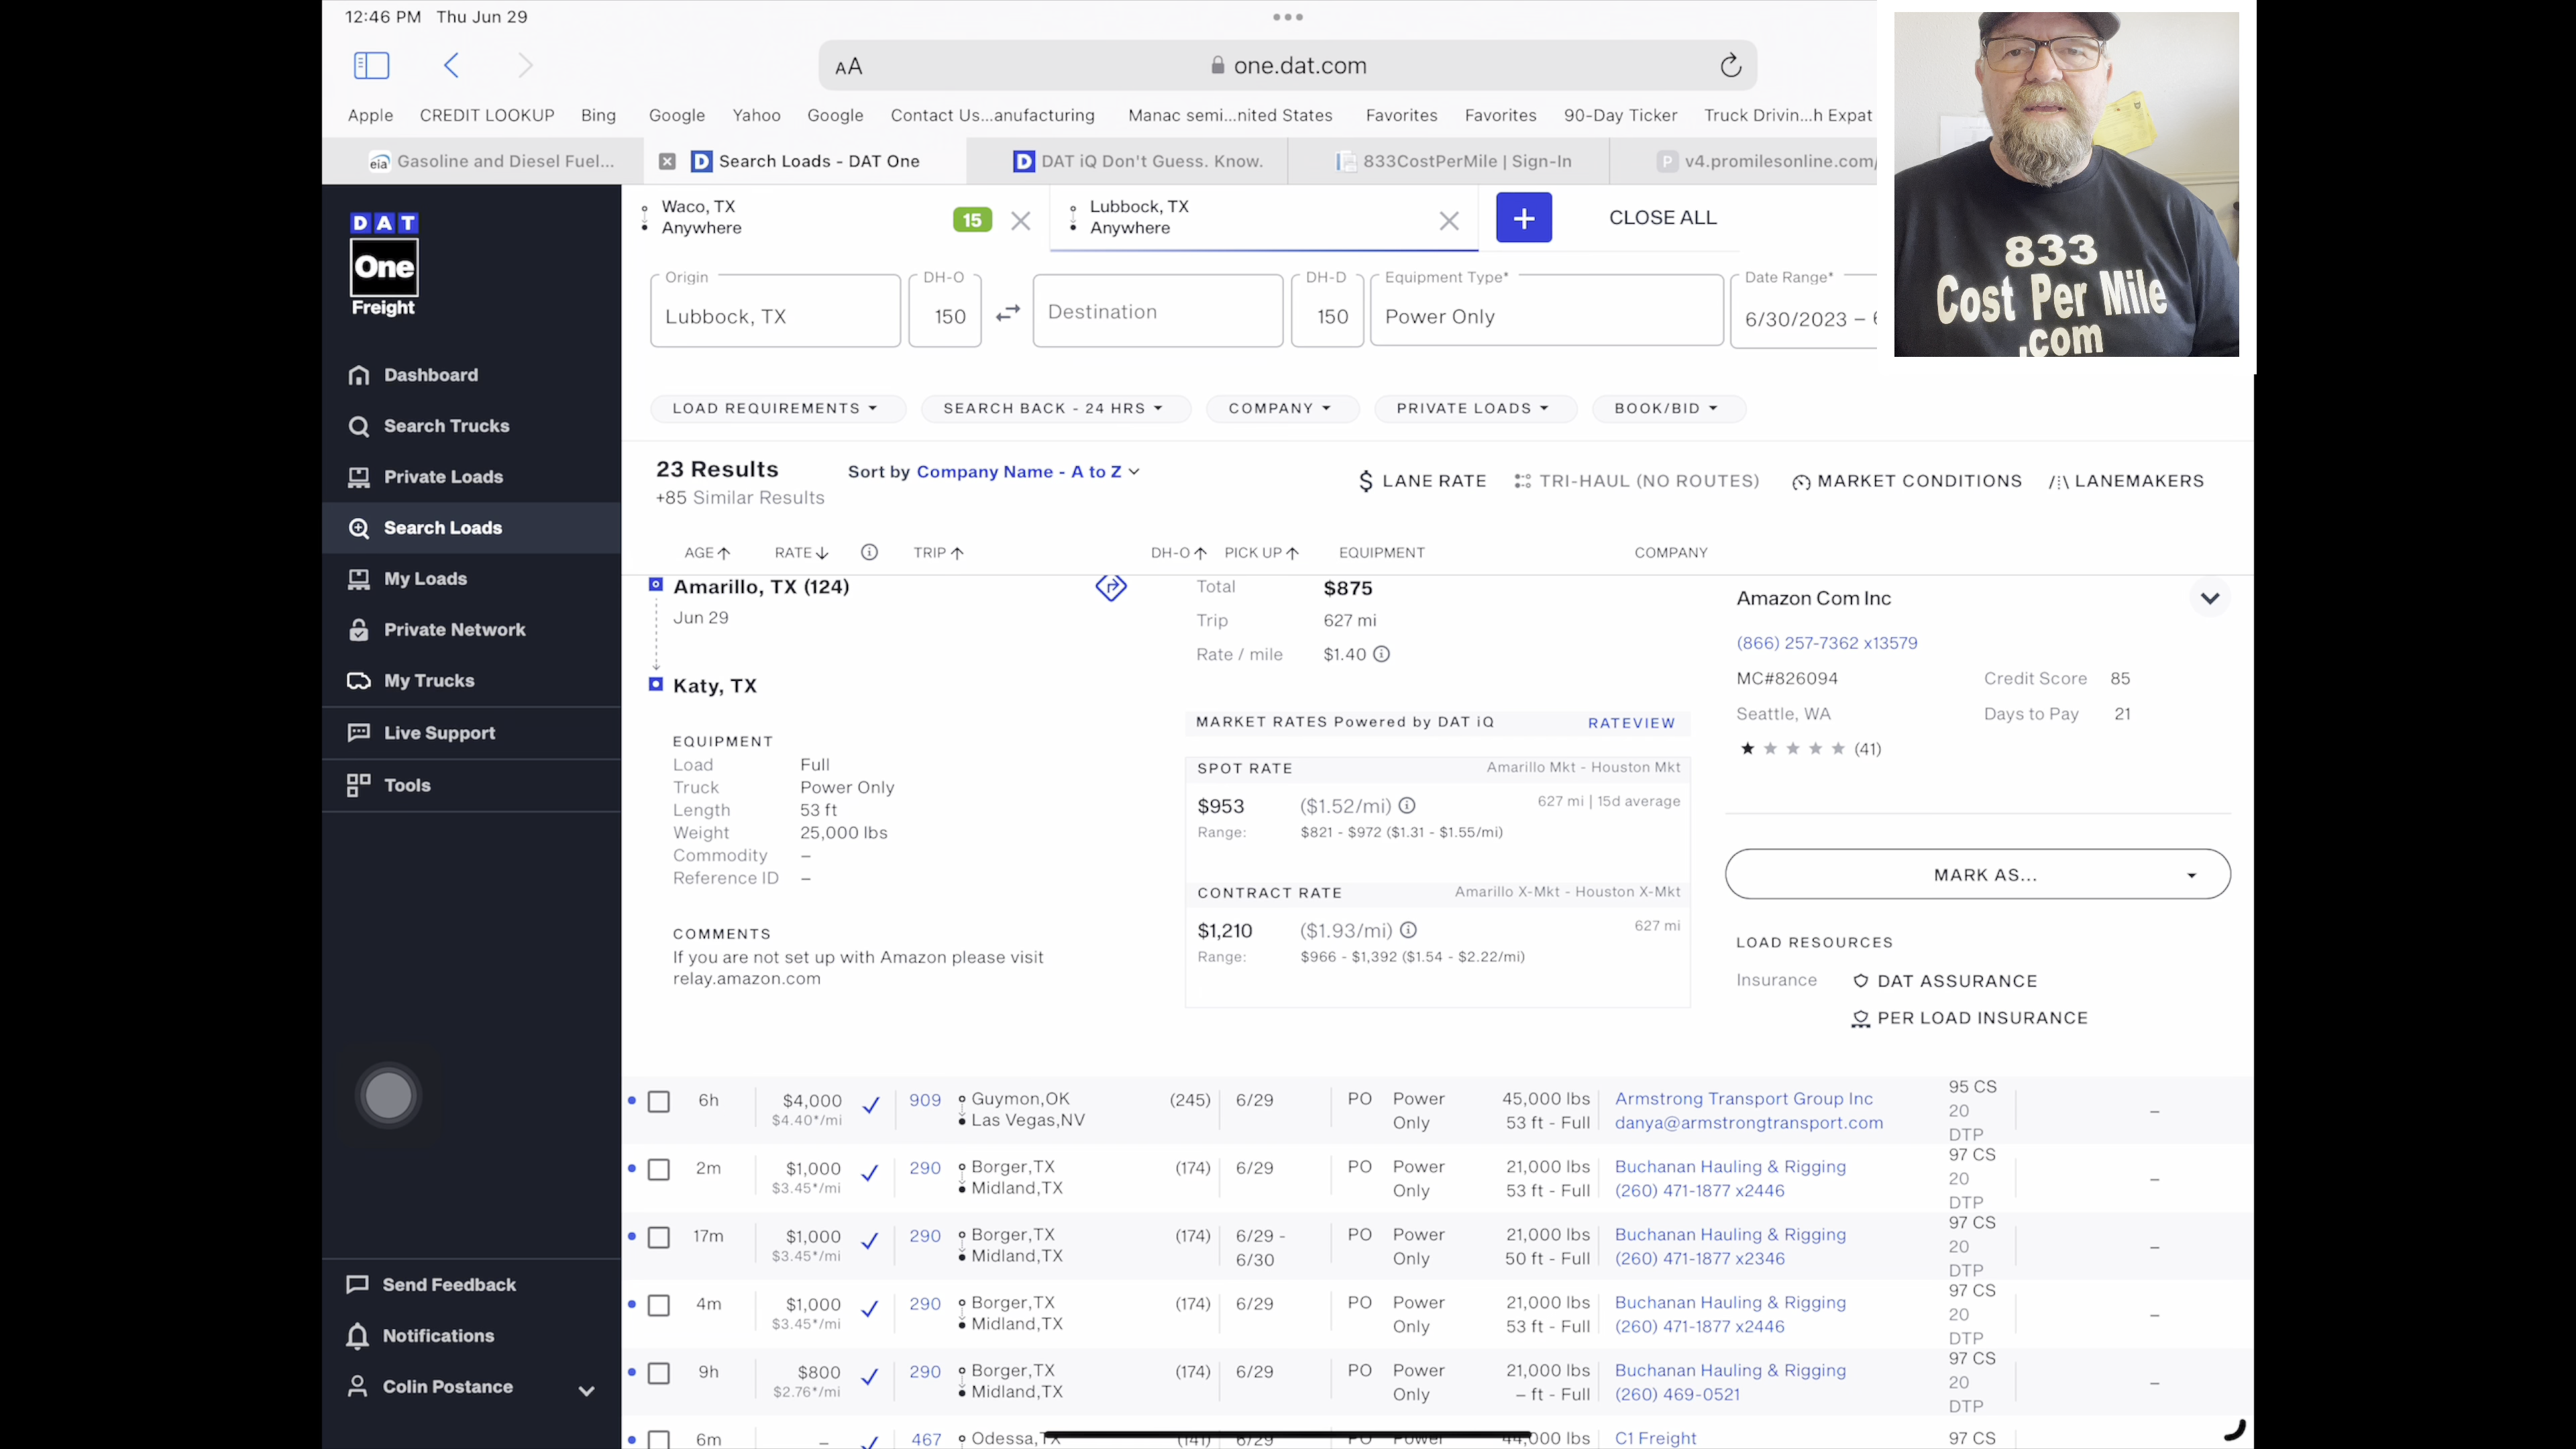 12:46 PM Thu Jun 29
AA
one.dat.com
Apple CREDIT LOOKUP Bing Google Yahoo Google Contact Us...anufacturing Manac semi...nited States Favorites Favorites 90-Day Ticker Truck Drivin...h Expat
eia Gasoline and Diesel Fuel...
D Search Loads - DAT One
D DAT iQ Don't Guess. Know.
833CostPerMile | Sign-In
P v4.promilesonline.com/
833
Cost Per Mile
.com
DAT
One
Freight
Dashboard
Search Trucks
Private Loads
Search Loads
My Loads
Private Network
My Trucks
Live Support
Tools
Send Feedback
Notifications
Colin Postance
Waco, TX
Anywhere
15
Lubbock, TX
Anywhere
+
CLOSE ALL
Origin
Lubbock, TX
DH-O
150
Destination
DH-D
150
Equipment Type*
Power Only
Date Range*
6/30/2023 –
LOAD REQUIREMENTS
SEARCH BACK - 24 HRS
COMPANY
PRIVATE LOADS
BOOK/BID
23 Results
+85 Similar Results
Sort by Company Name - A to Z
$ LANE RATE
TRI-HAUL (NO ROUTES)
MARKET CONDITIONS
LANEMAKERS
AGE RATE TRIP DH-O PICK UP EQUIPMENT COMPANY
Amarillo, TX (124)
Jun 29
Katy, TX
EQUIPMENT
Load Full
Truck Power Only
Length 53 ft
Weight 25,000 lbs
Commodity –
Reference ID –
COMMENTS
If you are not set up with Amazon please visit
relay.amazon.com
Total $875
Trip 627 mi
Rate / mile $1.40
MARKET RATES Powered by DAT iQ RATEVIEW
SPOT RATE Amarillo Mkt - Houston Mkt
$953 ($1.52/mi) 627 mi | 15d average
Range: $821 - $972 ($1.31 - $1.55/mi)
CONTRACT RATE Amarillo X-Mkt - Houston X-Mkt
$1,210 ($1.93/mi) 627 mi
Range: $966 - $1,392 ($1.54 - $2.22/mi)
Amazon Com Inc
(866) 257-7362 x13579
MC#826094 Credit Score 85
Seattle, WA Days to Pay 21
(41)
MARK AS...
LOAD RESOURCES
Insurance DAT ASSURANCE
PER LOAD INSURANCE
6h $4,000 909 Guymon,OK (245) 6/29 PO Power 45,000 lbs Armstrong Transport Group Inc 95 CS
$4.40*/mi Las Vegas,NV Only 53 ft - Full danya@armstrongtransport.com 20 –
DTP
2m $1,000 290 Borger,TX (174) 6/29 PO Power 21,000 lbs Buchanan Hauling & Rigging 97 CS
$3.45*/mi Midland,TX Only 53 ft - Full (260) 471-1877 x2446 20 –
DTP
17m $1,000 290 Borger,TX (174) 6/29 - PO Power 21,000 lbs Buchanan Hauling & Rigging 97 CS
$3.45*/mi Midland,TX 6/30 Only 50 ft - Full (260) 471-1877 x2346 20 –
DTP
4m $1,000 290 Borger,TX (174) 6/29 PO Power 21,000 lbs Buchanan Hauling & Rigging 97 CS
$3.45*/mi Midland,TX Only 53 ft - Full (260) 471-1877 x2446 20 –
DTP
9h $800 290 Borger,TX (174) 6/29 PO Power 21,000 lbs Buchanan Hauling & Rigging 97 CS
$2.76*/mi Midland,TX Only – ft - Full (260) 469-0521 20 –
DTP
6m – 467 Odessa,TX (141) 6/29 PO Power 44,000 lbs C1 Freight 97 CS